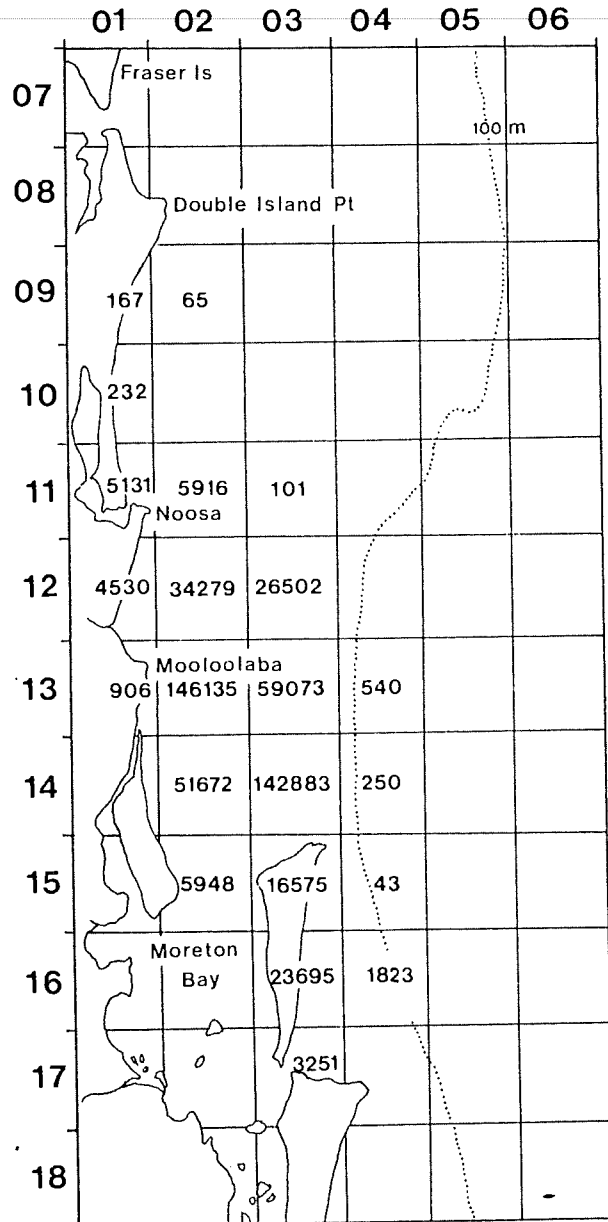 01 02 03 04 05 06
Fraser Is
07
100 m
08
Double Island Pt
09 167 65
10 232
11 5131 5916 101
Noosa
12 4530 34279 26502
Mooloolaba
13 906 146135 59073 540
14 51672 142883 250
15 5948 16575 43
Moreton
Bay
16 23695 1823
3251
17
18